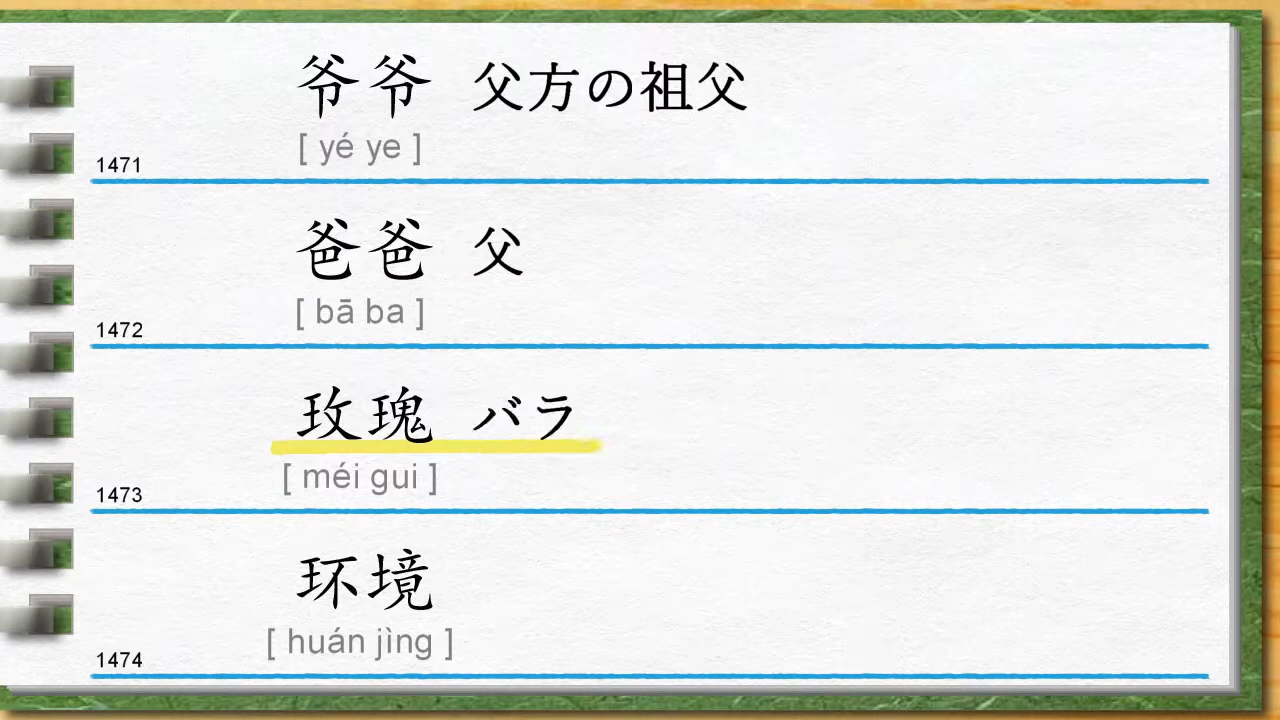 爷爷 父方の祖父
[ yé ye ]
1471
爸爸 父
[ bā ba ]
1472
玫瑰 バラ
[ méi gui ]
1473
环境
[ huán jìng ]
1474